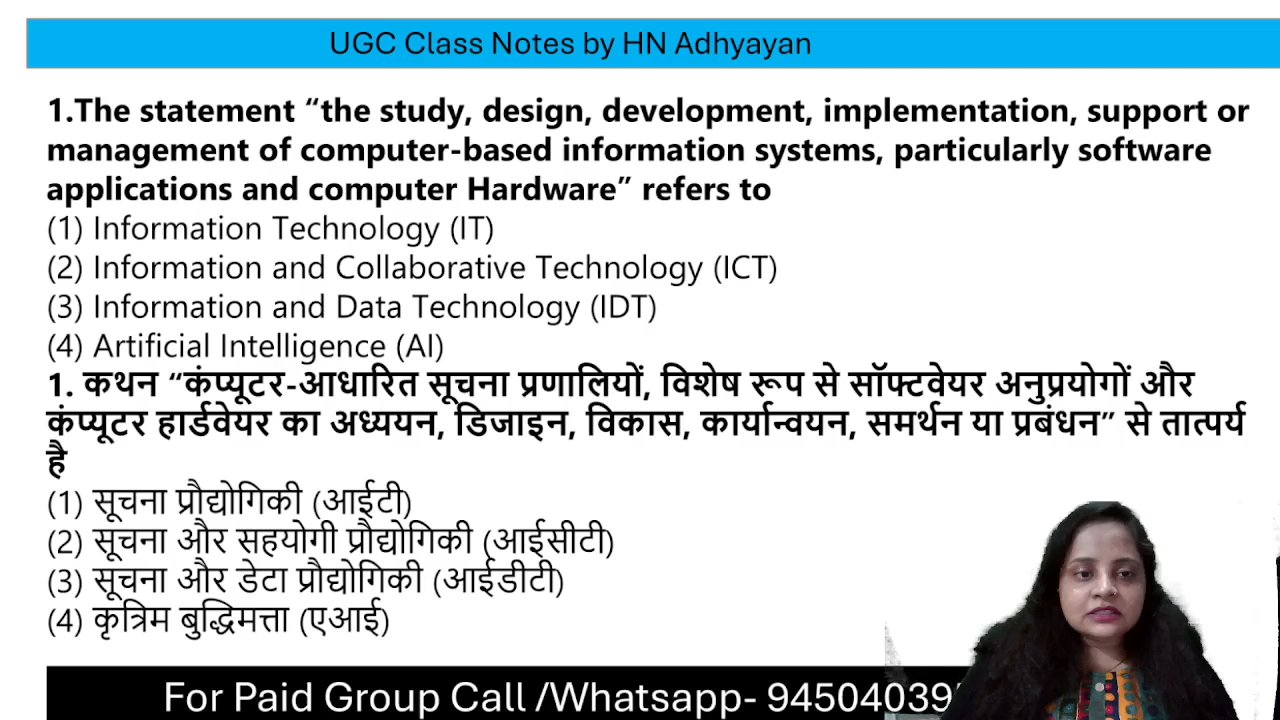 UGC Class Notes by HN Adhyayan
1.The statement “the study, design, development, implementation, support or
management of computer-based information systems, particularly software
applications and computer Hardware” refers to
(1) Information Technology (IT)
(2) Information and Collaborative Technology (ICT)
(3) Information and Data Technology (IDT)
(4) Artificial Intelligence (AI)
1. कथन “कंप्यूटर-आधारित सूचना प्रणालियों, विशेष रूप से सॉफ्टवेयर अनुप्रयोगों और
कंप्यूटर हार्डवेयर का अध्ययन, डिजाइन, विकास, कार्यान्वयन, समर्थन या प्रबंधन” से तात्पर्य
है
(1) सूचना प्रौद्योगिकी (आईटी)
(2) सूचना और सहयोगी प्रौद्योगिकी (आईसीटी)
(3) सूचना और डेटा प्रौद्योगिकी (आईडीटी)
(4) कृत्रिम बुद्धिमत्ता (एआई)
For Paid Group Call /Whatsapp-